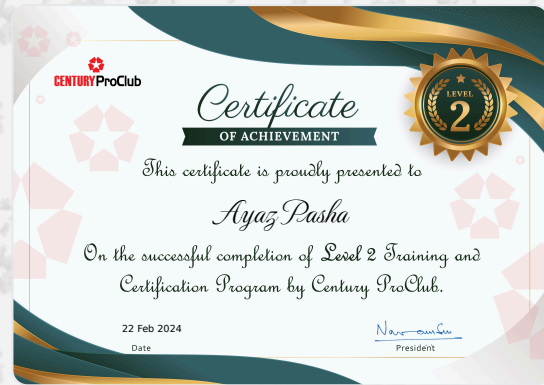 CENTURY ProClub
Certificate
OF ACHIEVEMENT
LEVEL
2
This certificate is proudly presented to
Ayaz Pasha
On the successful completion of Level 2 Training and
Certification Program by Century ProClub.
22 Feb 2024
Date
President